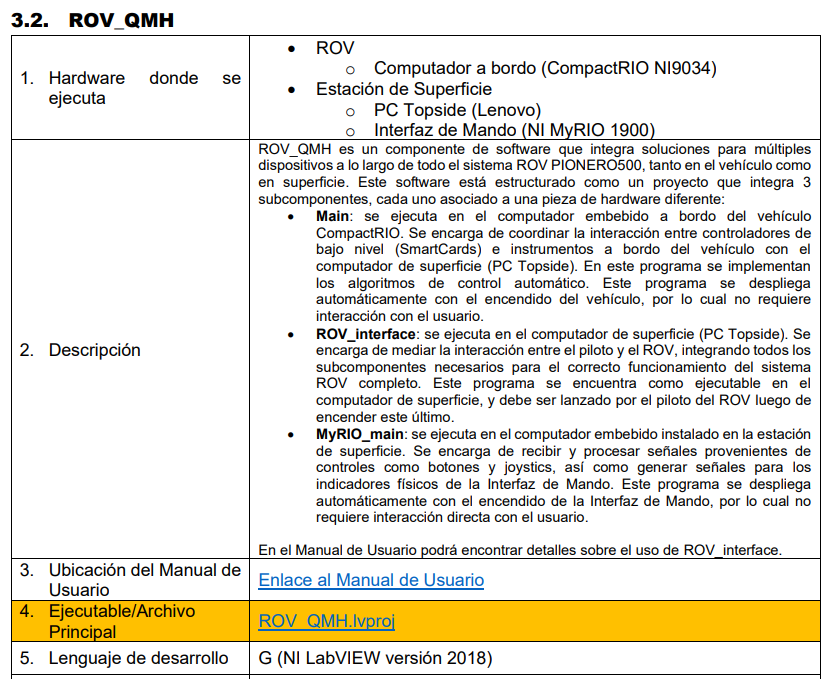 3.2. ROV_QMH
1. Hardware donde se
ejecuta
• ROV
o Computador a bordo (CompactRIO NI9034)
• Estación de Superficie
o PC Topside (Lenovo)
o Interfaz de Mando (NI MyRIO 1900)
2. Descripción
ROV_QMH es un componente de software que integra soluciones para múltiples
dispositivos a lo largo de todo el sistema ROV PIONERO500, tanto en el vehículo como
en superficie. Este software está estructurado como un proyecto que integra 3
subcomponentes, cada uno asociado a una pieza de hardware diferente:
• Main: se ejecuta en el computador embebido a bordo del vehículo
CompactRIO. Se encarga de coordinar la interacción entre controladores de
bajo nivel (SmartCards) e instrumentos a bordo del vehículo con el
computador de superficie (PC Topside). En este programa se implementan
los algoritmos de control automático. Este programa se despliega
automáticamente con el encendido del vehículo, por lo cual no requiere
interacción con el usuario.
• ROV_interface: se ejecuta en el computador de superficie (PC Topside). Se
encarga de mediar la interacción entre el piloto y el ROV, integrando todos los
subcomponentes necesarios para el correcto funcionamiento del sistema
ROV completo. Este programa se encuentra como ejecutable en el
computador de superficie, y debe ser lanzado por el piloto del ROV luego de
encender este último.
• MyRIO_main: se ejecuta en el computador embebido instalado en la estación
de superficie. Se encarga de recibir y procesar señales provenientes de
controles como botones y joystics, así como generar señales para los
indicadores físicos de la Interfaz de Mando. Este programa se despliega
automáticamente con el encendido de la Interfaz de Mando, por lo cual no
requiere interacción directa con el usuario.
En el Manual de Usuario podrá encontrar detalles sobre el uso de ROV_interface.
3. Ubicación del Manual de
Usuario
Enlace al Manual de Usuario
4. Ejecutable/Archivo
Principal
ROV_QMH.lvproj
5. Lenguaje de desarrollo
G (NI LabVIEW versión 2018)